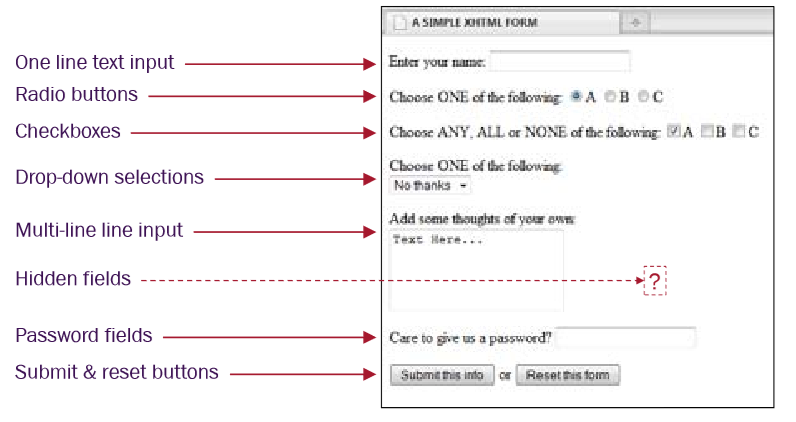 A SIMPLE XHTML FORM
One line text input
Enter your name:
Radio buttons
Choose ONE of the following: A B C
Checkboxes
Choose ANY, ALL or NONE of the following: A B C
Drop-down selections
Choose ONE of the following:
No thanks
Multi-line line input
Add some thoughts of your own:
Text Here...
Hidden fields
?
Password fields
Care to give us a password?
Submit & reset buttons
Submit this info or Reset this form